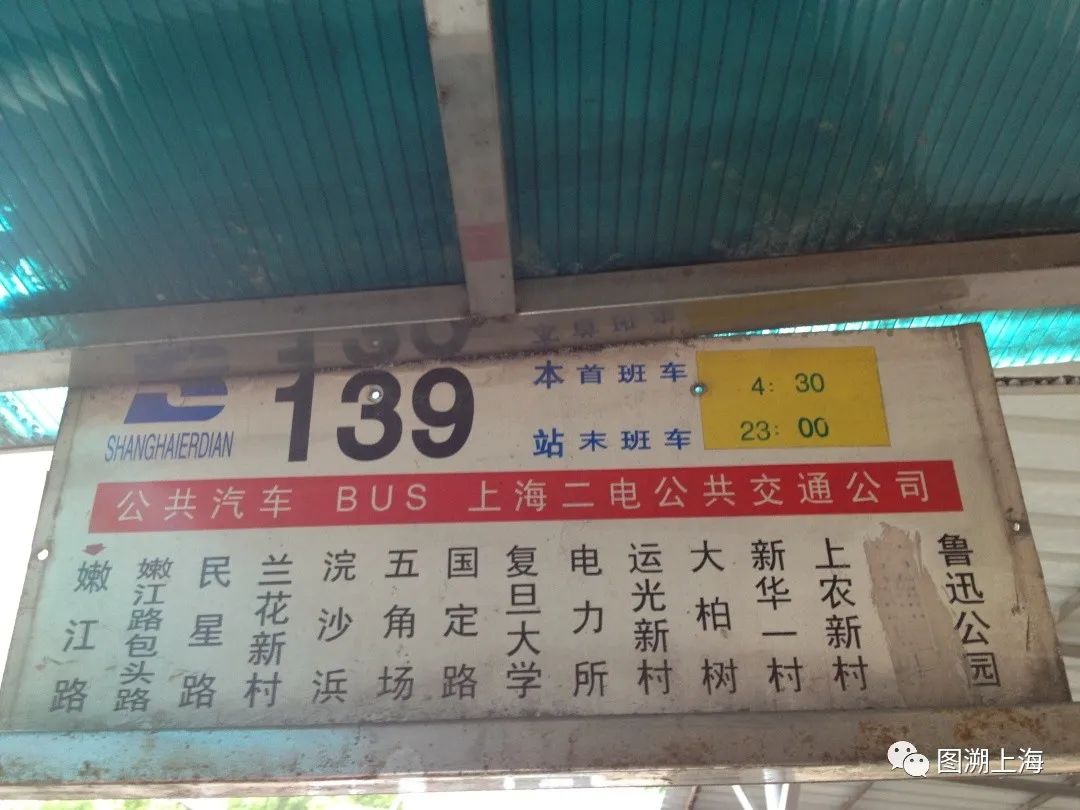 139
SHANGHAIERDIAN
本站
首班车 4:30
末班车 23:00
公共汽车 BUS 上海二电公共交通公司
嫩江路
嫩江路包头路
民星路
兰花新村
浣沙浜
五角场
国定路
复旦大学
电力所
运光新村
大柏树
新华一村
上农新村
鲁迅公园
图溯上海